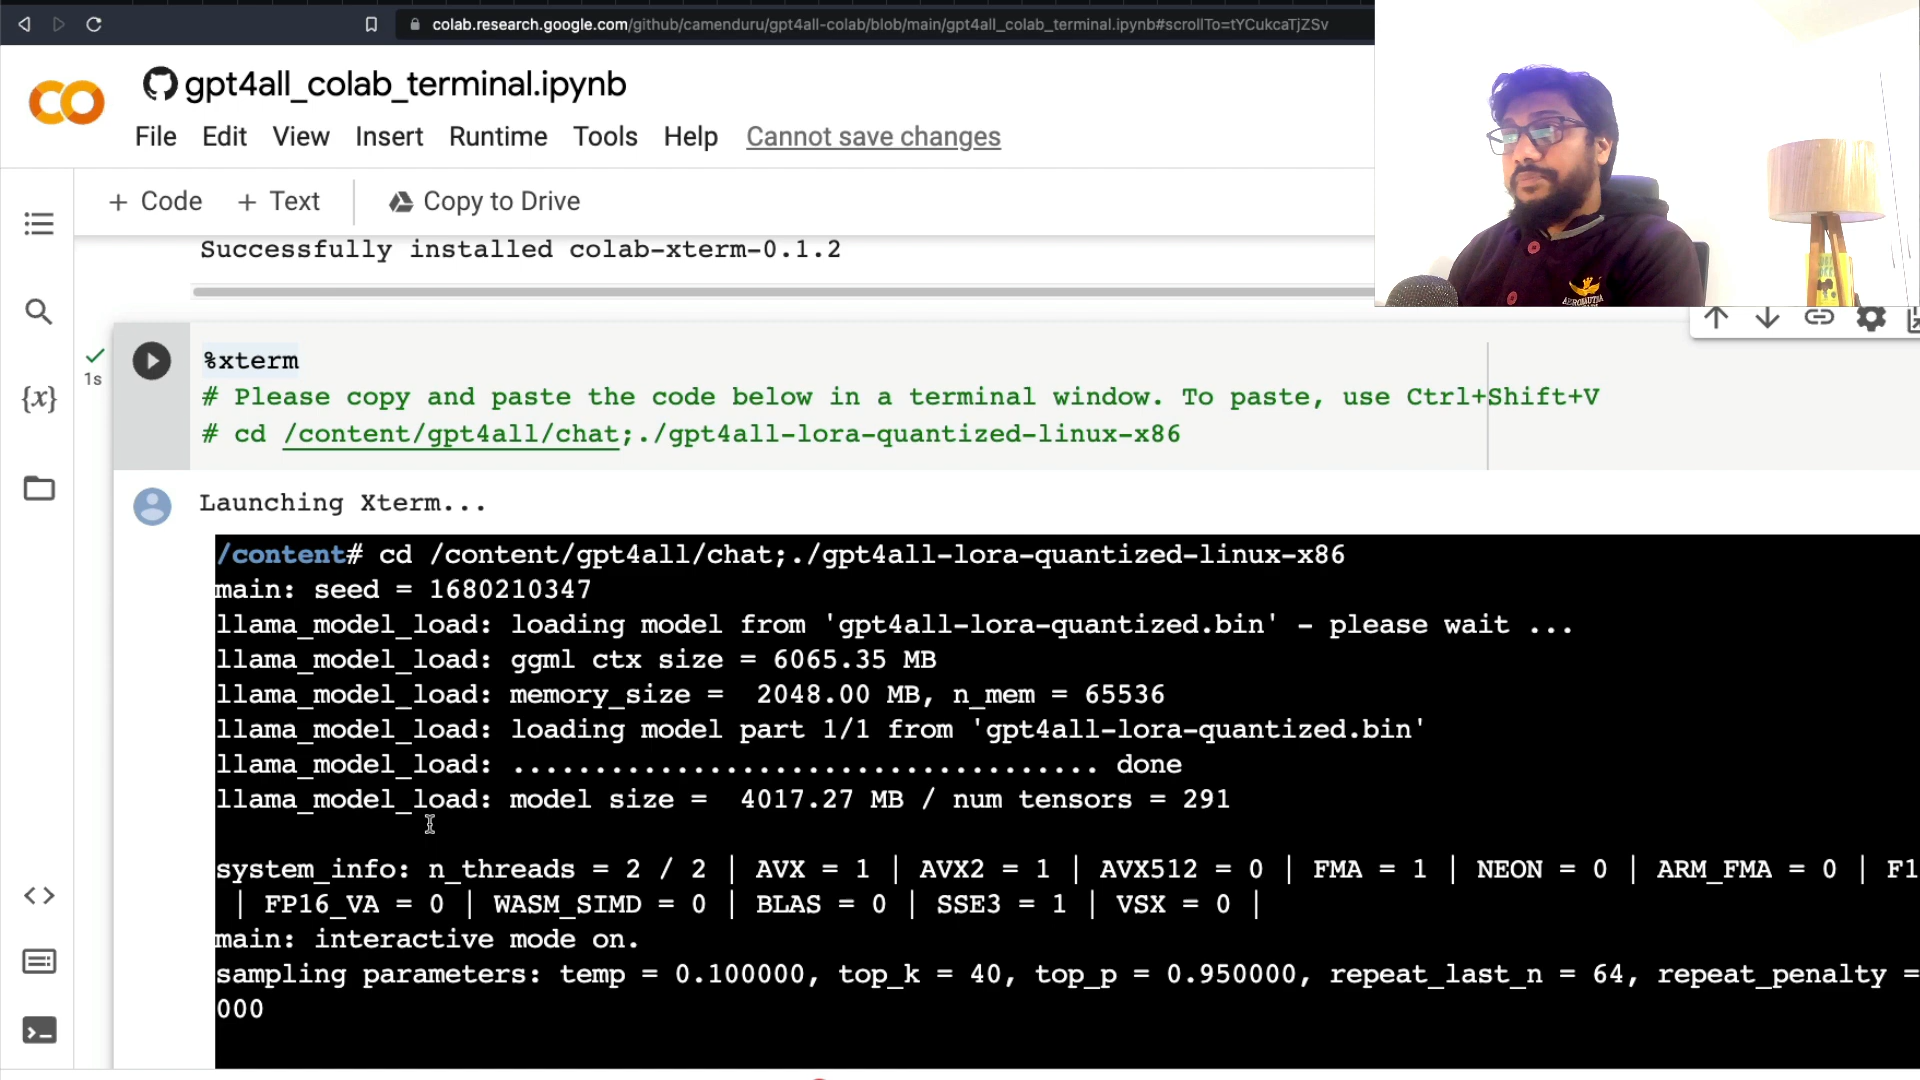 colab.research.google.com/github/camenduru/gpt4all-colab/blob/main/gpt4all_colab_terminal.ipynb#scrollTo=tYCukcaTjZSv
gpt4all_colab_terminal.ipynb
File Edit View Insert Runtime Tools Help Cannot save changes
+ Code + Text Copy to Drive
Successfully installed colab-xterm-0.1.2
1s
%xterm
# Please copy and paste the code below in a terminal window. To paste, use Ctrl+Shift+V
# cd /content/gpt4all/chat;./gpt4all-lora-quantized-linux-x86
{x}
Launching Xterm...
/content# cd /content/gpt4all/chat;./gpt4all-lora-quantized-linux-x86
main: seed = 1680210347
llama_model_load: loading model from 'gpt4all-lora-quantized.bin' - please wait ...
llama_model_load: ggml ctx size = 6065.35 MB
llama_model_load: memory_size =  2048.00 MB, n_mem = 65536
llama_model_load: loading model part 1/1 from 'gpt4all-lora-quantized.bin'
llama_model_load: .................................... done
llama_model_load: model size =  4017.27 MB / num tensors = 291
system_info: n_threads = 2 / 2 | AVX = 1 | AVX2 = 1 | AVX512 = 0 | FMA = 1 | NEON = 0 | ARM_FMA = 0 | F1
| FP16_VA = 0 | WASM_SIMD = 0 | BLAS = 0 | SSE3 = 1 | VSX = 0 |
main: interactive mode on.
sampling parameters: temp = 0.100000, top_k = 40, top_p = 0.950000, repeat_last_n = 64, repeat_penalty =
000